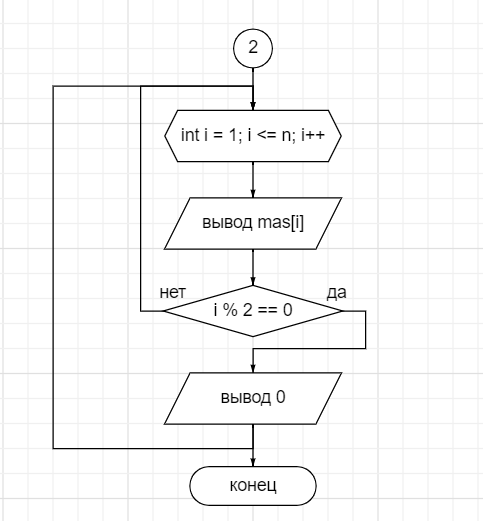 2
int i = 1; i <= n; i++
вывод mas[i]
нет
да
i % 2 == 0
вывод 0
конец